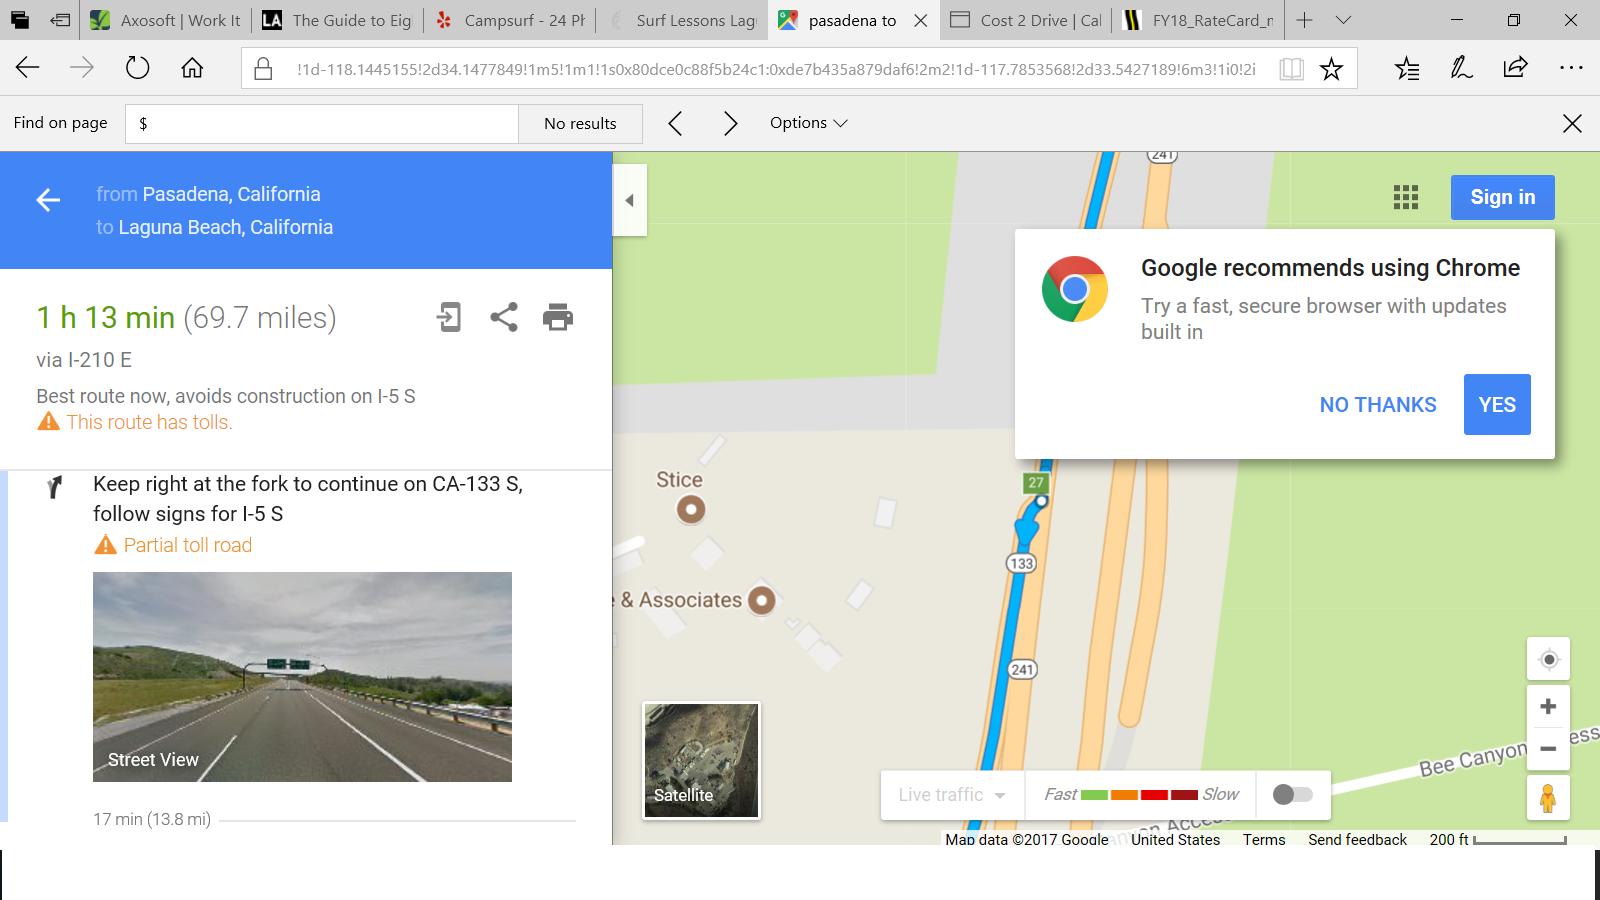 Axosoft | Work It
The Guide to Eig
Campsurf - 24 Ph
Surf Lessons Lag
pasadena to
Cost 2 Drive | Cal
FY18_RateCard_n
!1d-118.1445155!2d34.1477849!1m5!1m1!1s0x80dce0c88f5b24c1:0xde7b435a879daf6!2m2!1d-117.7853568!2d33.5427189!6m3!1i0!2i
Find on page
$
No results
Options
from Pasadena, California
to Laguna Beach, California
1 h 13 min (69.7 miles)
via I-210 E
Best route now, avoids construction on I-5 S
This route has tolls.
Keep right at the fork to continue on CA-133 S,
follow signs for I-5 S
Partial toll road
Street View
17 min (13.8 mi)
241
Sign in
Google recommends using Chrome
Try a fast, secure browser with updates
built in
NO THANKS
YES
Stice
27
133
& Associates
241
Satellite
Bee Canyon
Live traffic
Fast
Slow
Map data ©2017 Google
United States
Terms
Send feedback
200 ft